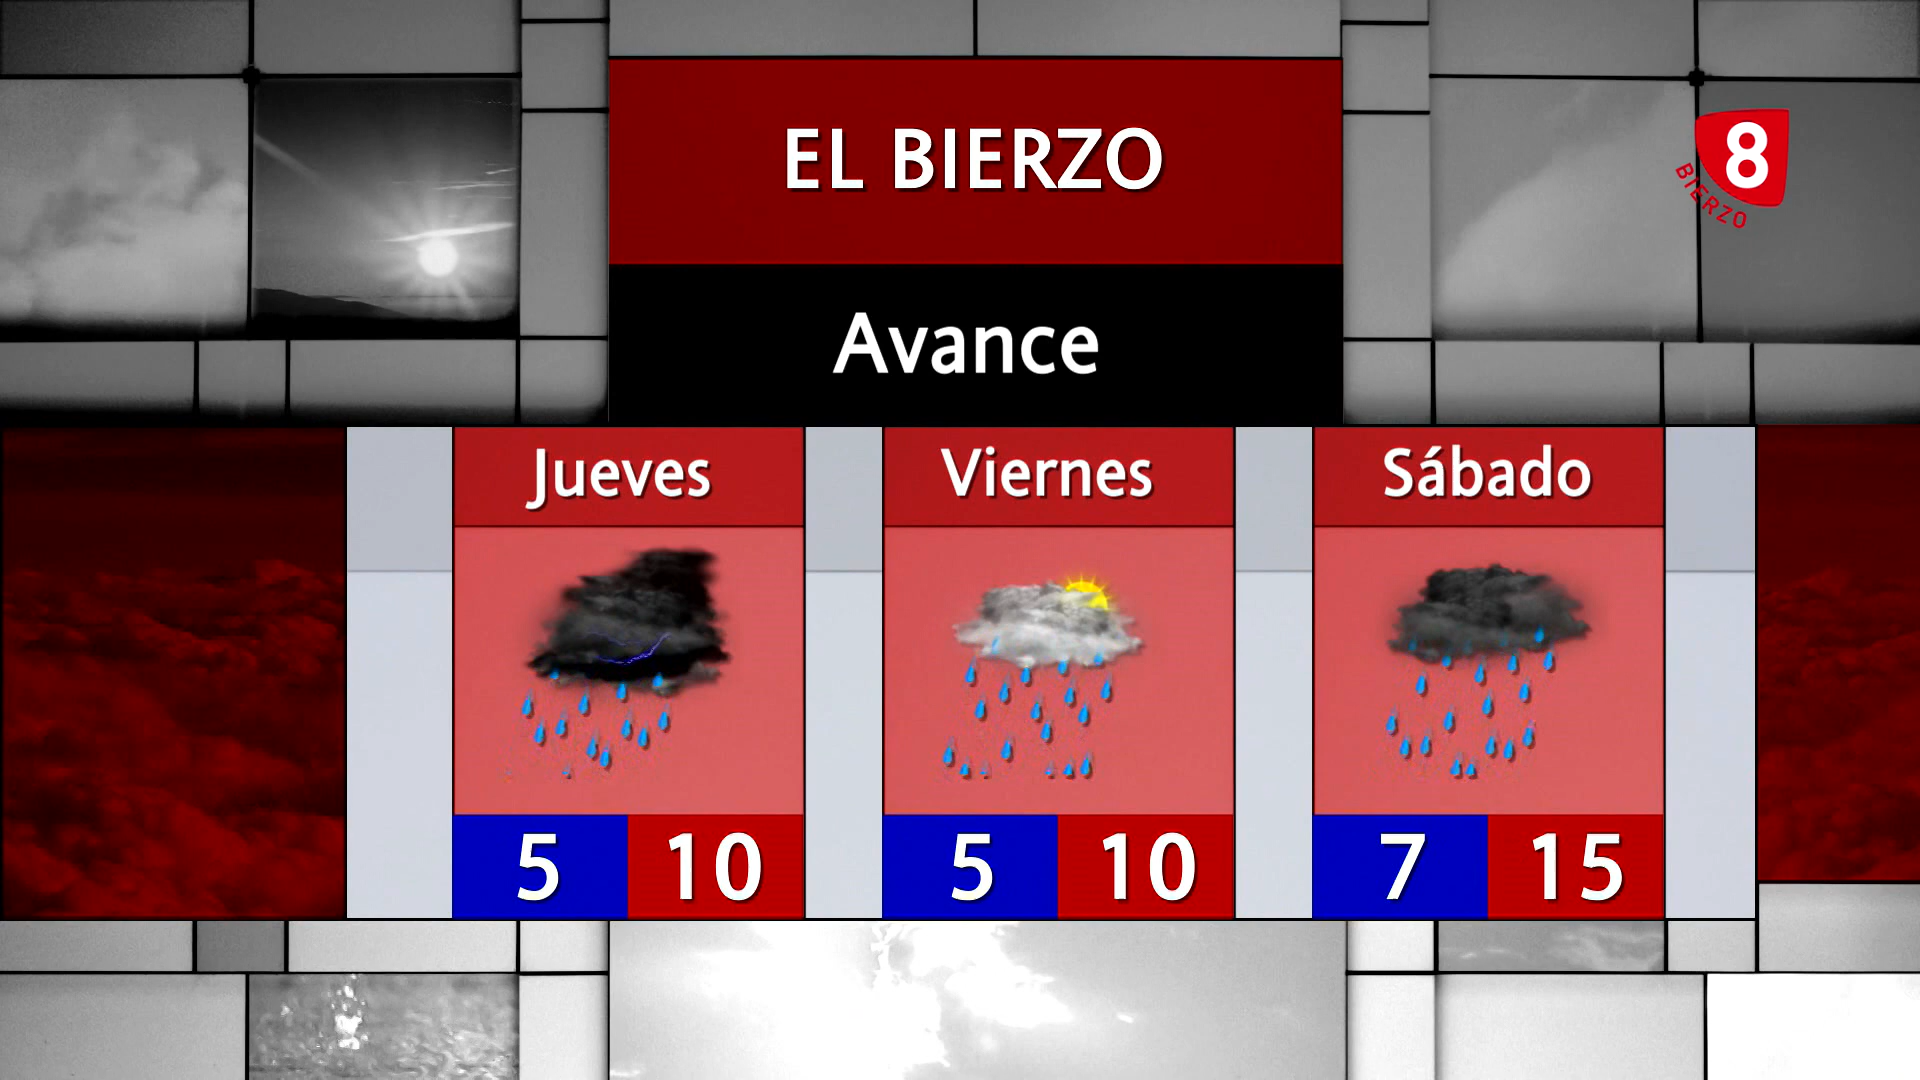 EL BIERZO
8
BIERZO
Avance
Jueves
Viernes
Sábado
5 10
5 10
7 15